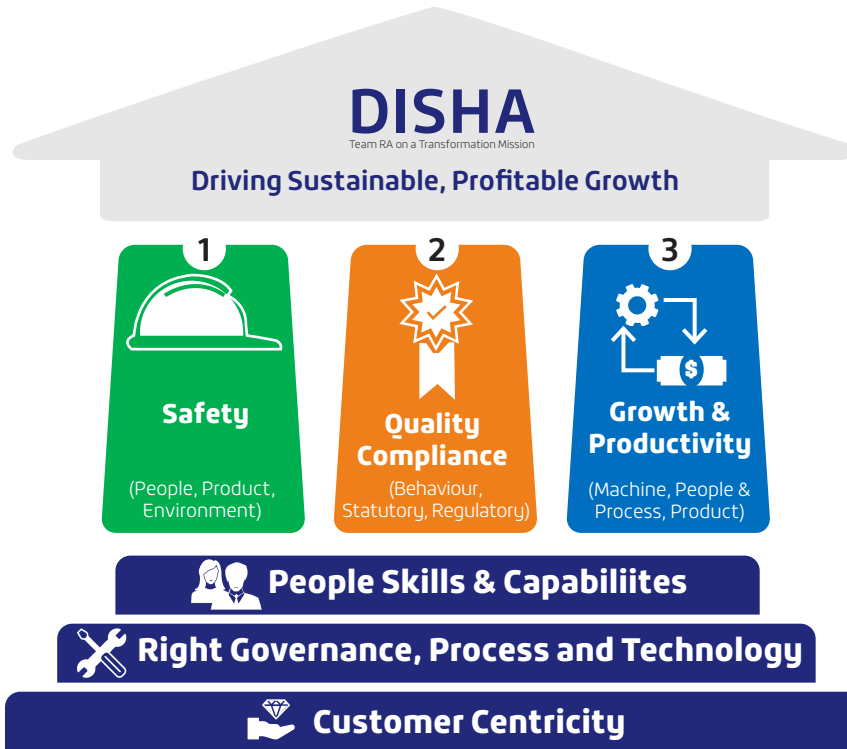 DISHA
Team RA on a Transformation Mission
Driving Sustainable, Profitable Growth
1
Safety
(People, Product,
Environment)
2
Quality
Compliance
(Behaviour,
Statutory, Regulatory)
3
$
Growth &
Productivity
(Machine, People &
Process, Product)
People Skills & Capabiliites
Right Governance, Process and Technology
Customer Centricity